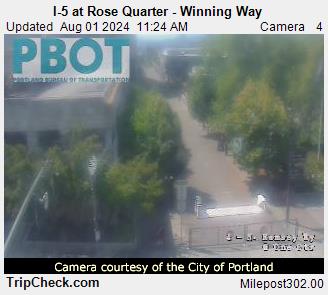 I-5 at Rose Quarter - Winning Way
Updated Aug 01 2024 11:24 AM Camera 4
PBOT
PORTLAND BUREAU OF TRANSPORTATION
Camera courtesy of the City of Portland
TripCheck.com Milepost302.00